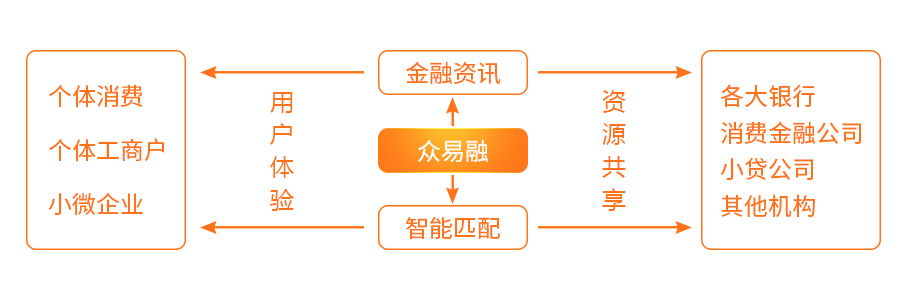 个体消费
个体工商户
小微企业
用户体验
金融资讯
众易融
智能匹配
资源共享
各大银行
消费金融公司
小贷公司
其他机构